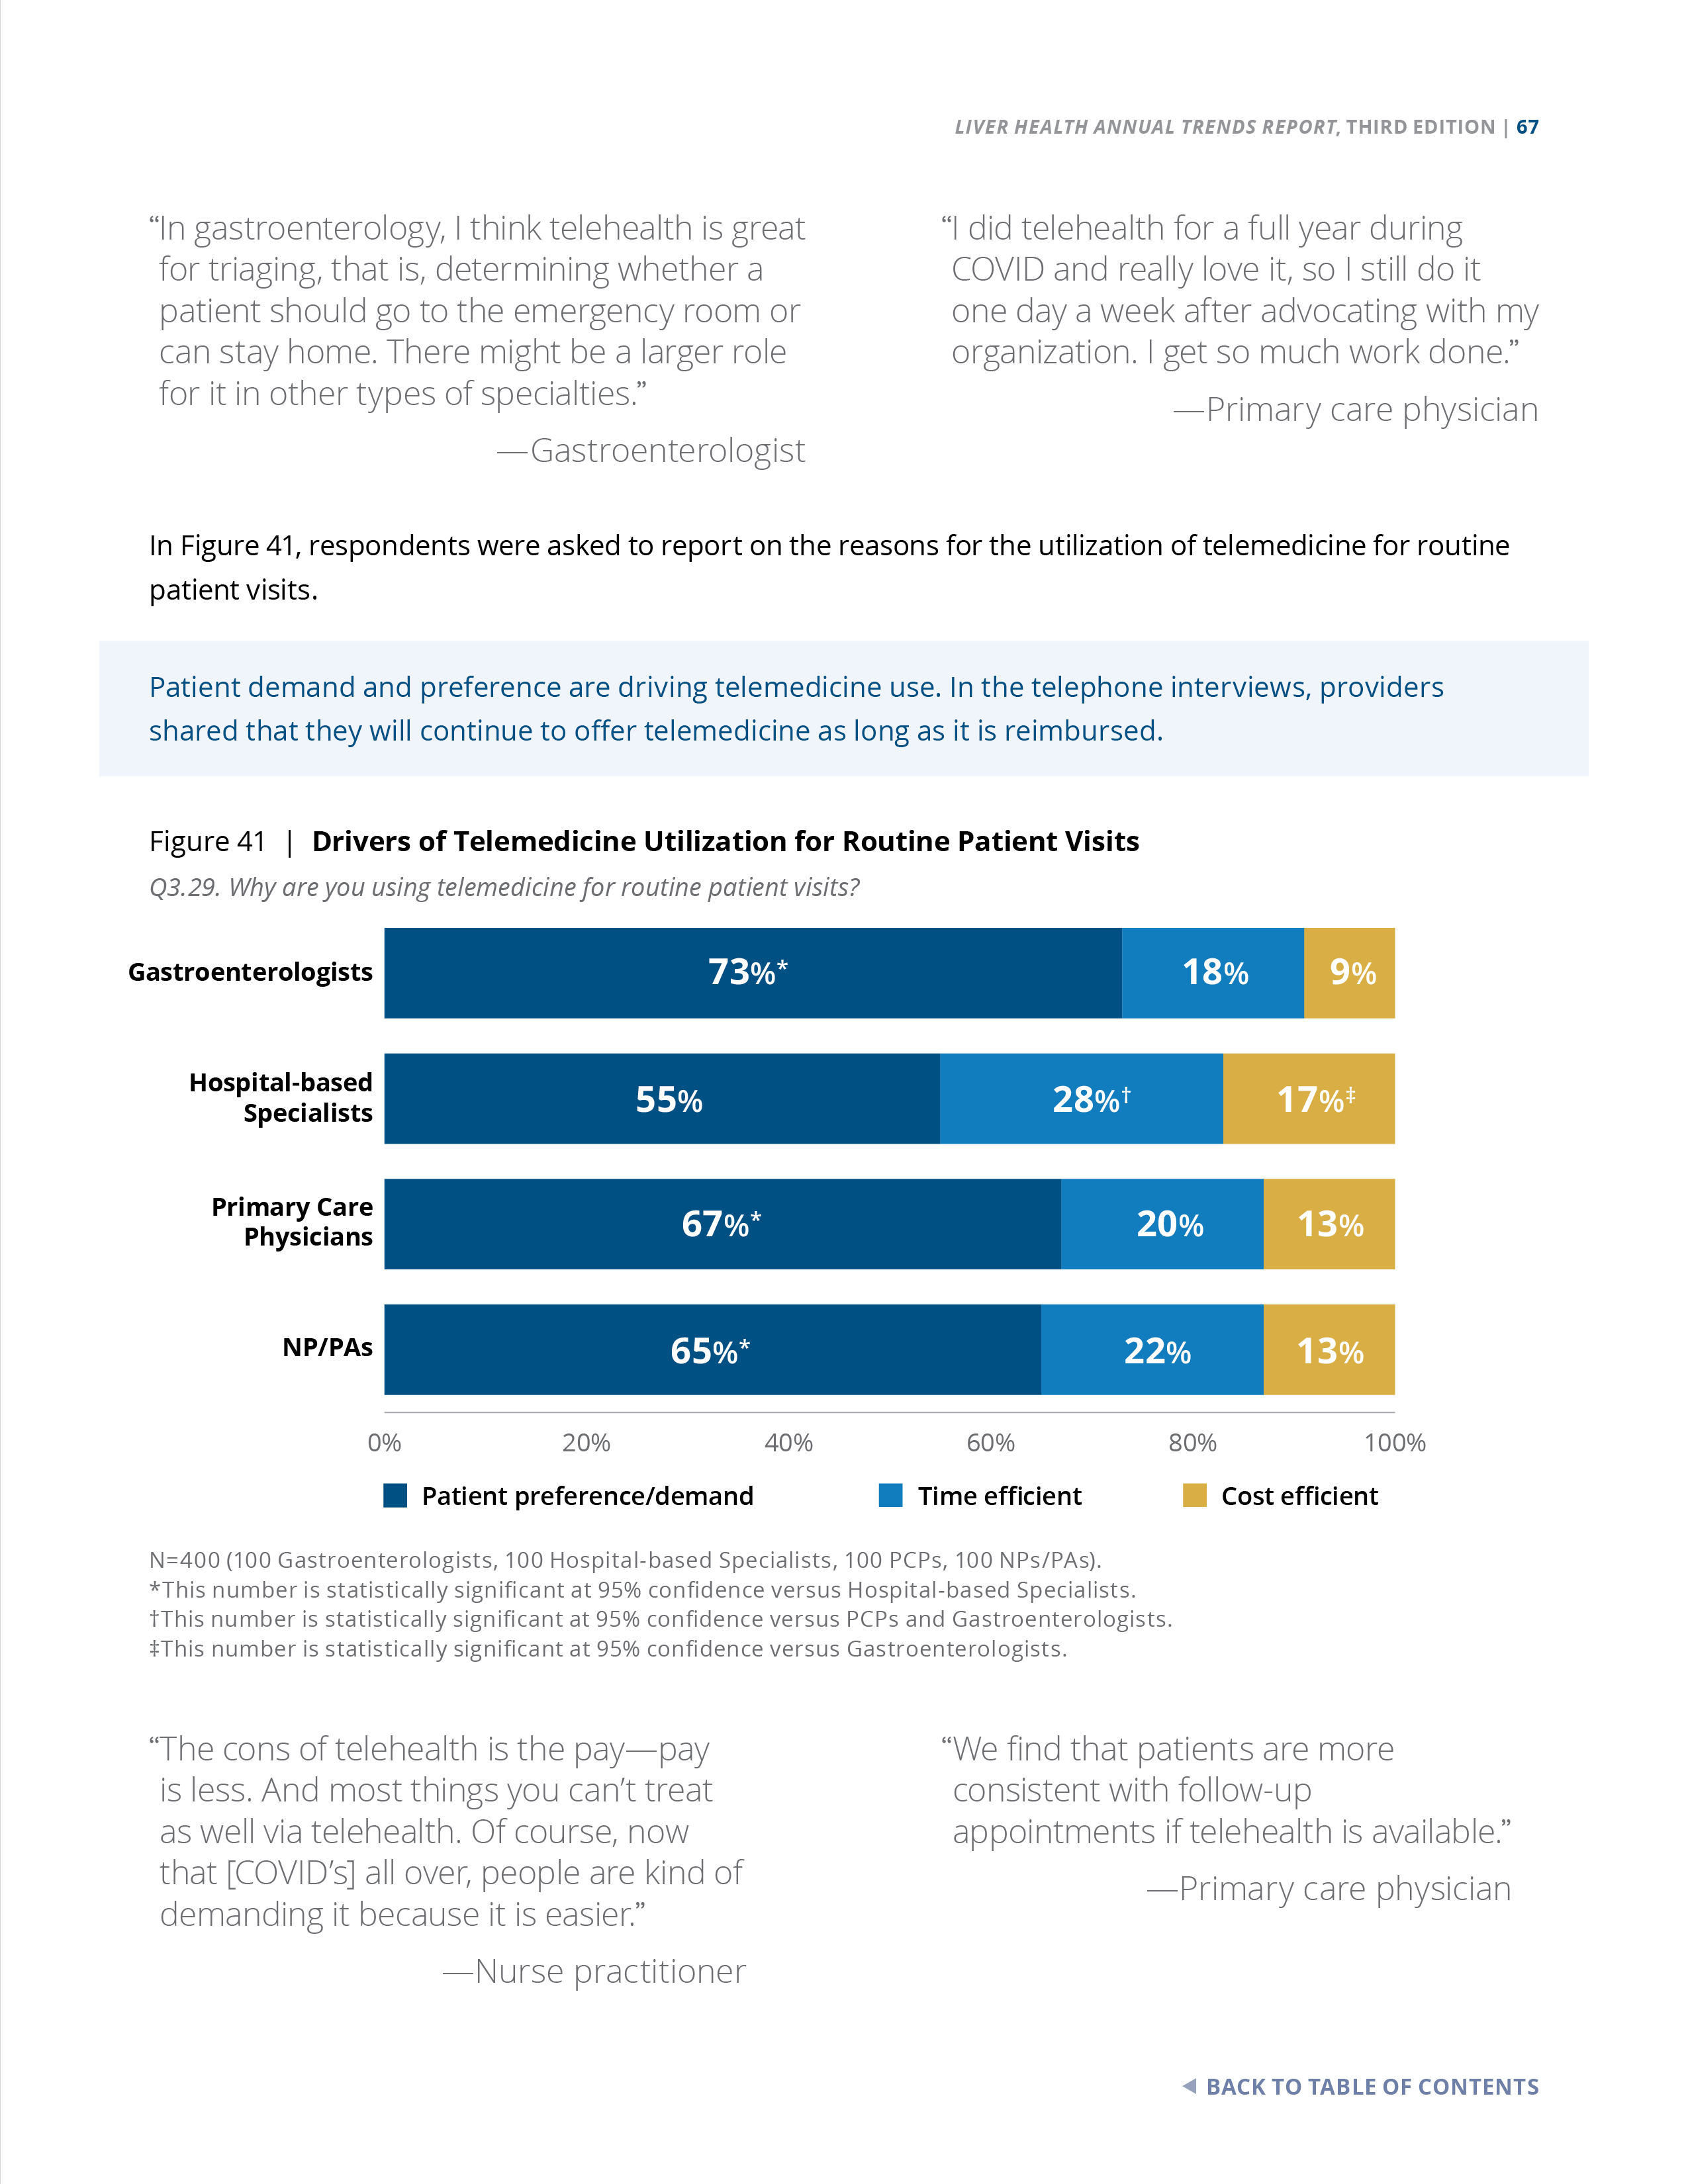 LIVER HEALTH ANNUAL TRENDS REPORT, THIRD EDITION | 67
“In gastroenterology, I think telehealth is great
for triaging, that is, determining whether a
patient should go to the emergency room or
can stay home. There might be a larger role
for it in other types of specialties.”
—Gastroenterologist
“I did telehealth for a full year during
COVID and really love it, so I still do it
one day a week after advocating with my
organization. I get so much work done.”
—Primary care physician
In Figure 41, respondents were asked to report on the reasons for the utilization of telemedicine for routine
patient visits.
Patient demand and preference are driving telemedicine use. In the telephone interviews, providers
shared that they will continue to offer telemedicine as long as it is reimbursed.
Figure 41 | Drivers of Telemedicine Utilization for Routine Patient Visits
Q3.29. Why are you using telemedicine for routine patient visits?
Gastroenterologists 73%* 18% 9%
Hospital-based
Specialists
55% 28%† 17%‡
Primary Care
Physicians
67%* 20% 13%
NP/PAs 65%* 22% 13%
0% 20% 40% 60% 80% 100%
Patient preference/demand Time efficient Cost efficient
N=400 (100 Gastroenterologists, 100 Hospital-based Specialists, 100 PCPs, 100 NPs/PAs).
*This number is statistically significant at 95% confidence versus Hospital-based Specialists.
†This number is statistically significant at 95% confidence versus PCPs and Gastroenterologists.
‡This number is statistically significant at 95% confidence versus Gastroenterologists.
“The cons of telehealth is the pay—pay
is less. And most things you can’t treat
as well via telehealth. Of course, now
that [COVID’s] all over, people are kind of
demanding it because it is easier.”
—Nurse practitioner
“We find that patients are more
consistent with follow-up
appointments if telehealth is available.”
—Primary care physician
◀ BACK TO TABLE OF CONTENTS